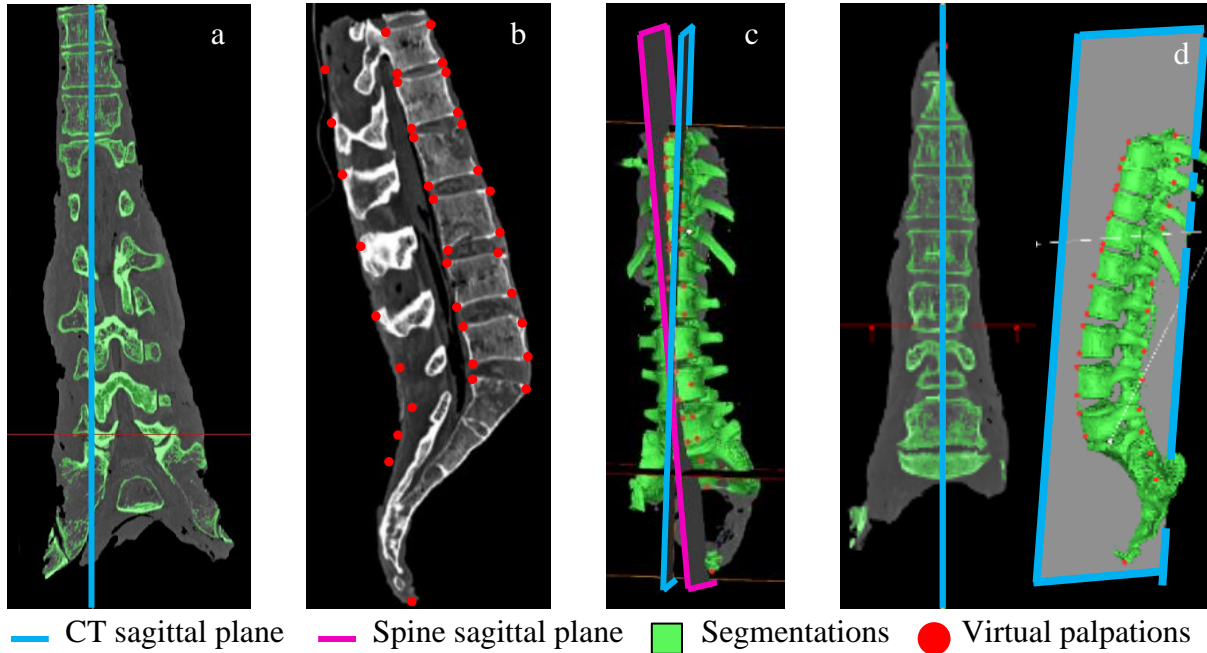 a
b
c
d
CT sagittal plane
Spine sagittal plane
Segmentations
Virtual palpations